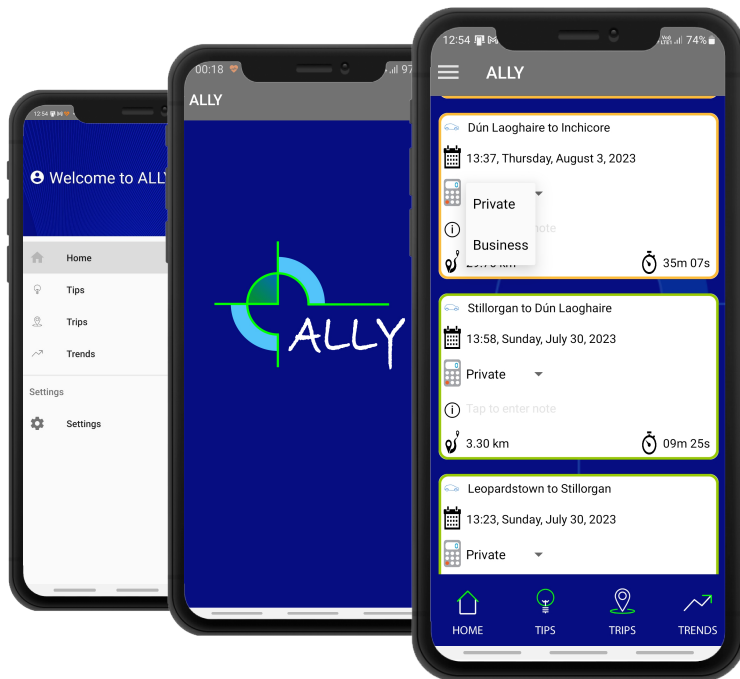 12:54
Welcome to ALLY
Home
Tips
Trips
Trends
Settings
Settings
00:18
97
ALLY
ALLY
12:54
74%
ALLY
Dún Laoghaire to Inchicore
13:37, Thursday, August 3, 2023
Private
Business
note
35m 07s
Stillorgan to Dún Laoghaire
13:58, Sunday, July 30, 2023
Private
Tap to enter note
3.30 km
09m 25s
Leopardstown to Stillorgan
13:23, Sunday, July 30, 2023
Private
HOME
TIPS
TRIPS
TRENDS